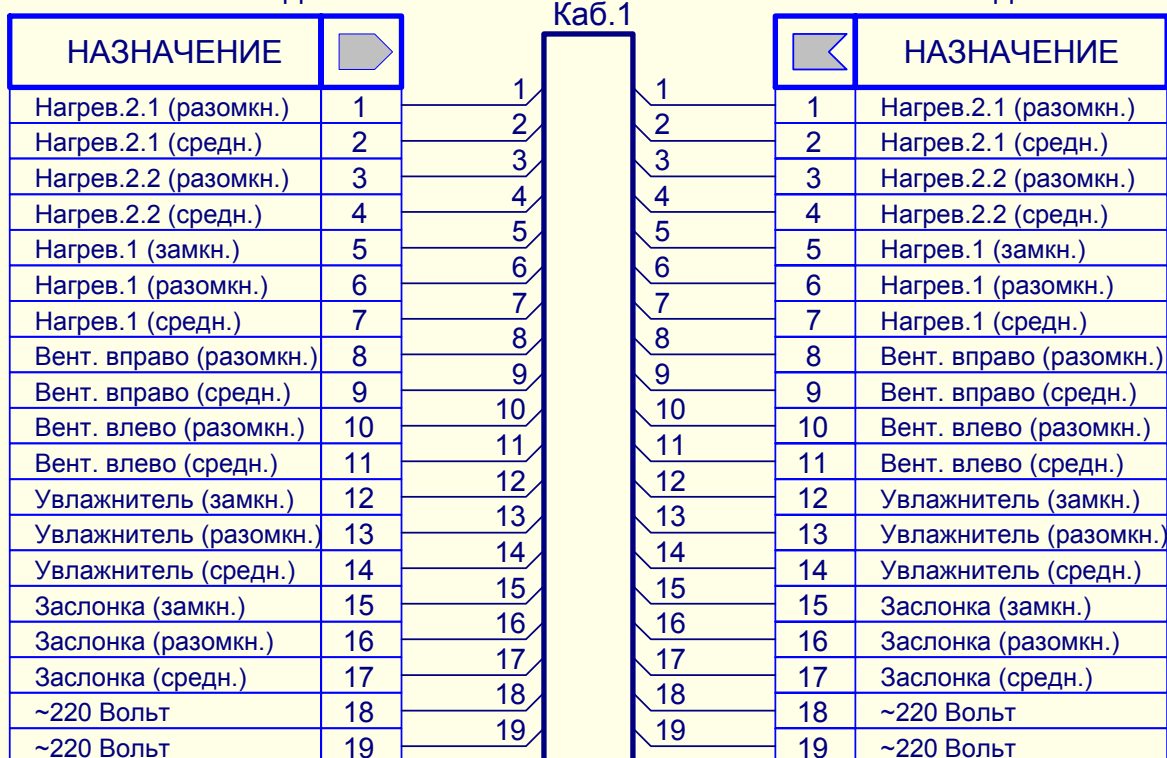 Каб.1
НАЗНАЧЕНИЕ НАЗНАЧЕНИЕ
Нагрев.2.1 (разомкн.) 1 1 1 1 Нагрев.2.1 (разомкн.)
Нагрев.2.1 (средн.) 2 2 2 2 Нагрев.2.1 (средн.)
Нагрев.2.2 (разомкн.) 3 3 3 3 Нагрев.2.2 (разомкн.)
Нагрев.2.2 (средн.) 4 4 4 4 Нагрев.2.2 (средн.)
Нагрев.1 (замкн.) 5 5 5 5 Нагрев.1 (замкн.)
Нагрев.1 (разомкн.) 6 6 6 6 Нагрев.1 (разомкн.)
Нагрев.1 (средн.) 7 7 7 7 Нагрев.1 (средн.)
Вент. вправо (разомкн.) 8 8 8 8 Вент. вправо (разомкн.)
Вент. вправо (средн.) 9 9 9 9 Вент. вправо (средн.)
Вент. влево (разомкн.) 10 10 10 10 Вент. влево (разомкн.)
Вент. влево (средн.) 11 11 11 11 Вент. влево (средн.)
Увлажнитель (замкн.) 12 12 12 12 Увлажнитель (замкн.)
Увлажнитель (разомкн.) 13 13 13 13 Увлажнитель (разомкн.)
Увлажнитель (средн.) 14 14 14 14 Увлажнитель (средн.)
Заслонка (замкн.) 15 15 15 15 Заслонка (замкн.)
Заслонка (разомкн.) 16 16 16 16 Заслонка (разомкн.)
Заслонка (средн.) 17 17 17 17 Заслонка (средн.)
~220 Вольт 18 18 18 18 ~220 Вольт
~220 Вольт 19 19 19 19 ~220 Вольт